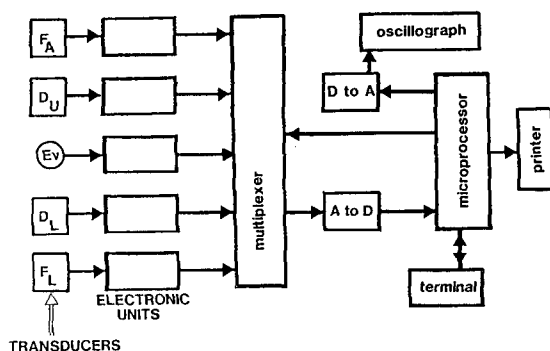 F_A
D_U
Ev
D_L
F_L
ELECTRONIC
UNITS
TRANSDUCERS
multiplexer
oscillograph
D to A
A to D
microprocessor
printer
terminal